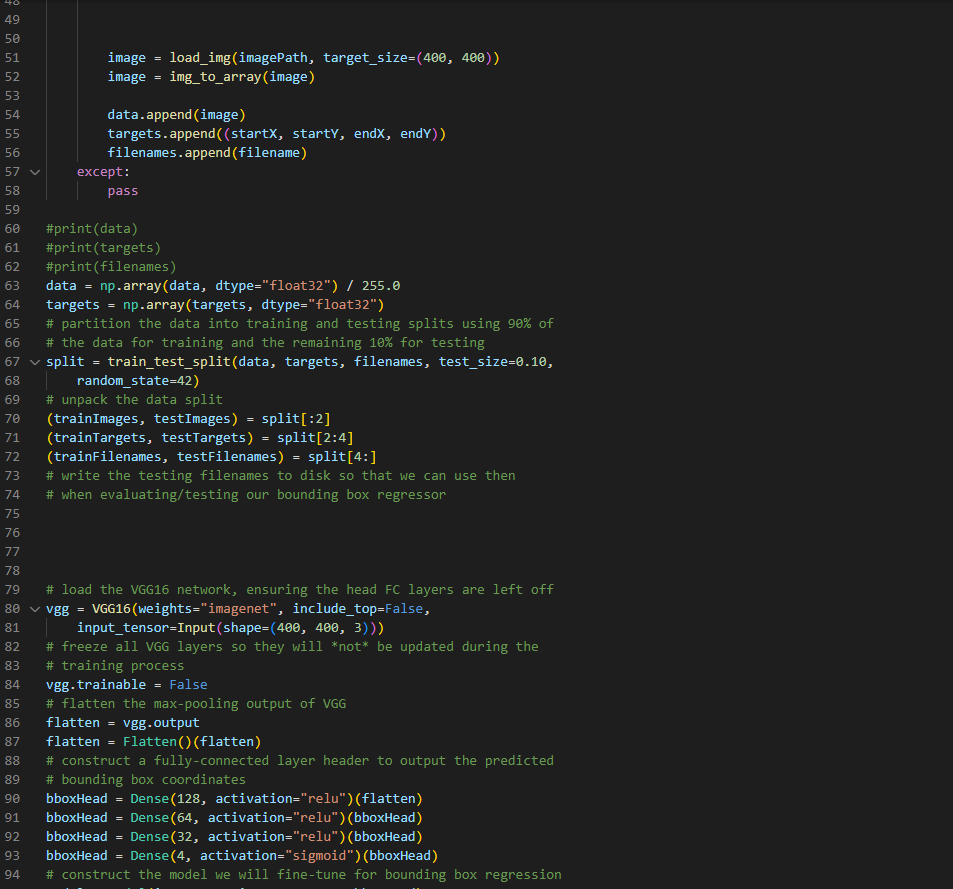 49
50
51 image = load_img(imagePath, target_size=(400, 400))
52 image = img_to_array(image)
53
54 data.append(image)
55 targets.append((startX, startY, endX, endY))
56 filenames.append(filename)
57 except:
58 pass
59
60 #print(data)
61 #print(targets)
62 #print(filenames)
63 data = np.array(data, dtype="float32") / 255.0
64 targets = np.array(targets, dtype="float32")
65 # partition the data into training and testing splits using 90% of
66 # the data for training and the remaining 10% for testing
67 split = train_test_split(data, targets, filenames, test_size=0.10,
68 random_state=42)
69 # unpack the data split
70 (trainImages, testImages) = split[:2]
71 (trainTargets, testTargets) = split[2:4]
72 (trainFilenames, testFilenames) = split[4:]
73 # write the testing filenames to disk so that we can use then
74 # when evaluating/testing our bounding box regressor
75
76
77
78
79 # load the VGG16 network, ensuring the head FC layers are left off
80 vgg = VGG16(weights="imagenet", include_top=False,
81 input_tensor=Input(shape=(400, 400, 3)))
82 # freeze all VGG layers so they will *not* be updated during the
83 # training process
84 vgg.trainable = False
85 # flatten the max-pooling output of VGG
86 flatten = vgg.output
87 flatten = Flatten()(flatten)
88 # construct a fully-connected layer header to output the predicted
89 # bounding box coordinates
90 bboxHead = Dense(128, activation="relu")(flatten)
91 bboxHead = Dense(64, activation="relu")(bboxHead)
92 bboxHead = Dense(32, activation="relu")(bboxHead)
93 bboxHead = Dense(4, activation="sigmoid")(bboxHead)
94 # construct the model we will fine-tune for bounding box regression